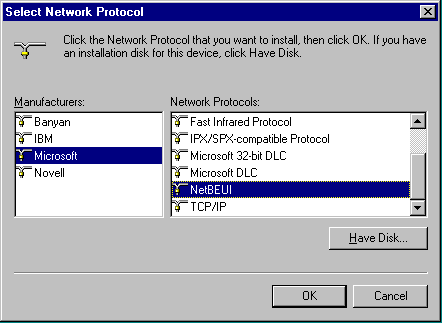 Select Network Protocol
Click the Network Protocol that you want to install, then click OK. If you have
an installation disk for this device, click Have Disk.
Manufacturers:
Banyan
IBM
Microsoft
Novell
Network Protocols:
Fast Infrared Protocol
IPX/SPX-compatible Protocol
Microsoft 32-bit DLC
Microsoft DLC
NetBEUI
TCP/IP
Have Disk...
OK
Cancel